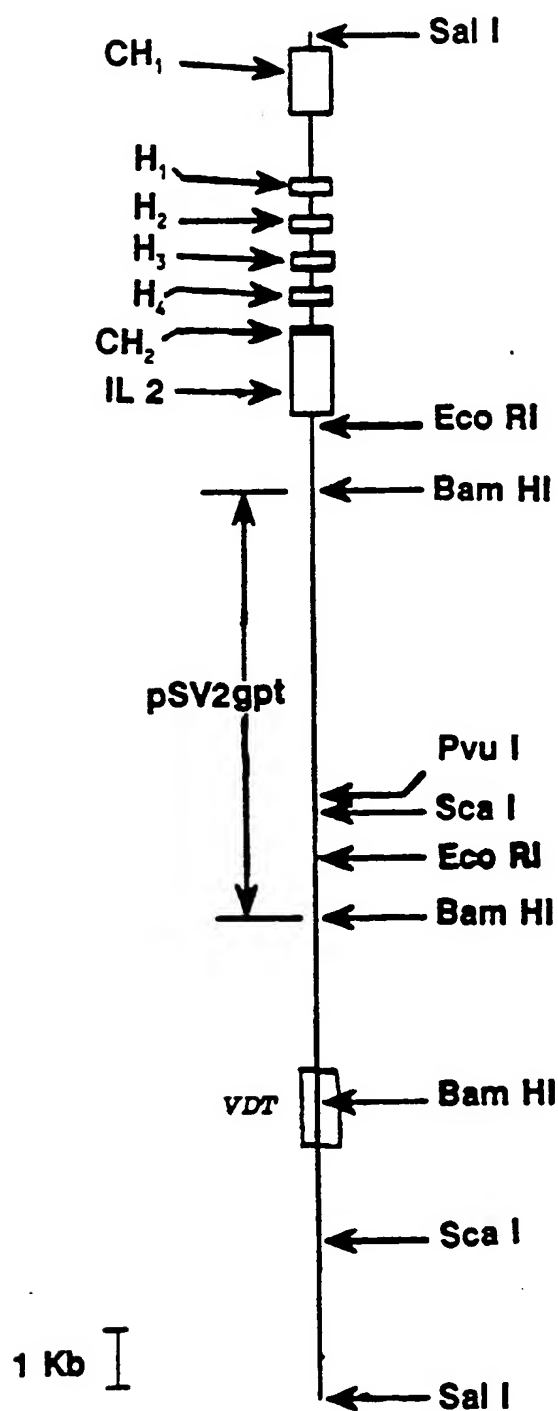 Sal I
CH₁
H₁
H₂
H₃
H₄
CH₂
IL 2
Eco RI
Bam HI
pSV2gpt
Pvu I
Sca I
Eco RI
Bam HI
VDT
Bam HI
Sca I
1 Kb
Sal I